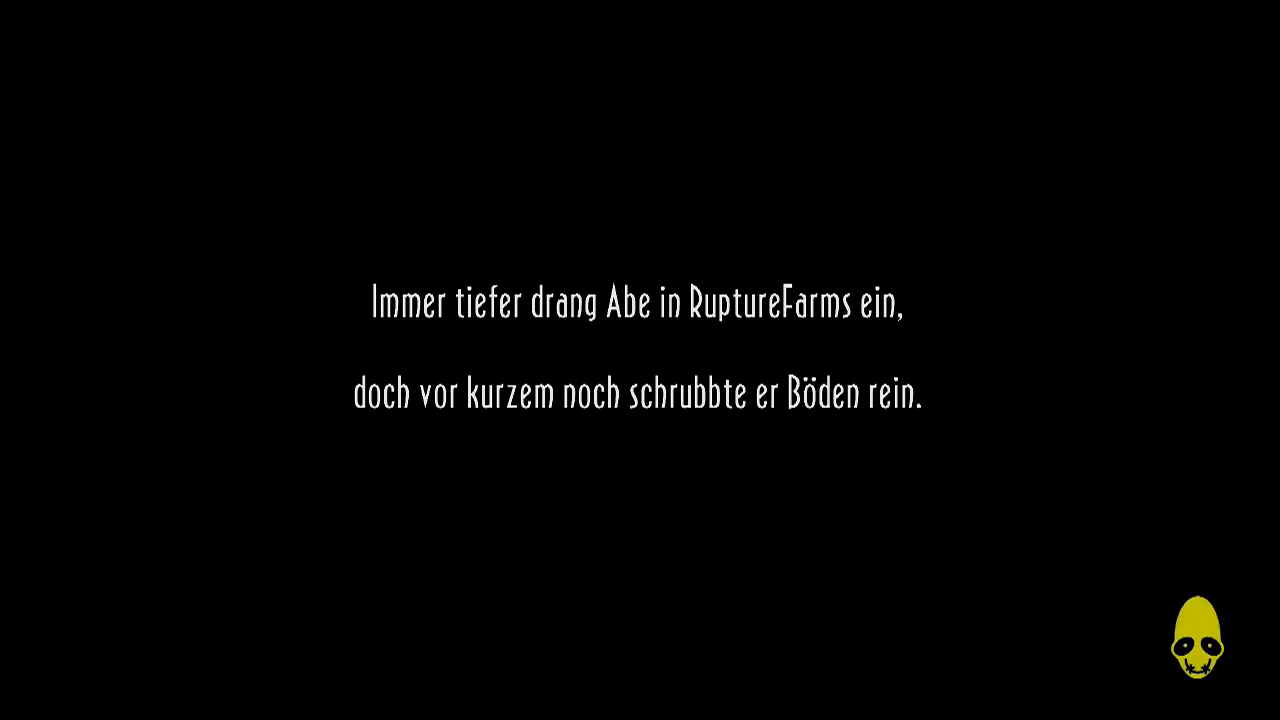 Immer tiefer drang Abe in RuptureFarms ein,
doch vor kurzem noch schrubbte er Böden rein.